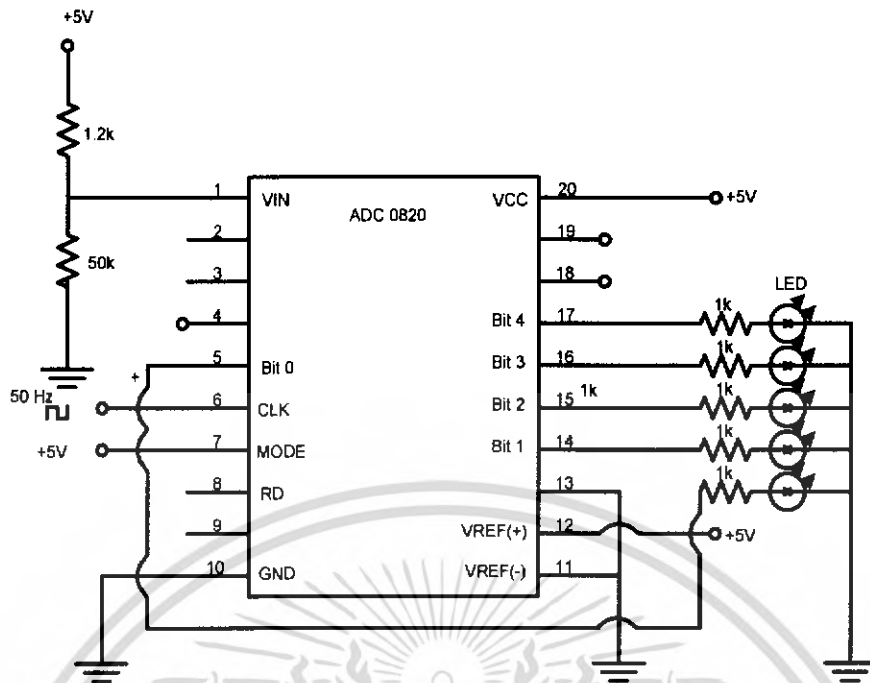 +5V
1.2k
50k
ADC 0820
1 VIN
2
3
4
5 Bit 0
6 CLK
7 MODE
8 RD
9
10 GND
VCC 20
19
18
Bit 4 17
Bit 3 16
Bit 2 15
Bit 1 14
13
VREF(+) 12
VREF(-) 11
+
50 Hz
+5V
+5V
LED
1k
1k
1k
1k
1k
1k
+5V